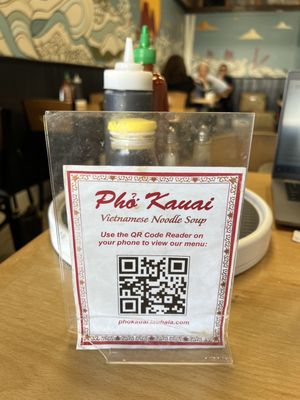 Phở Kauai
Vietnamese Noodle Soup
Use the QR Code Reader on
your phone to view our menu: